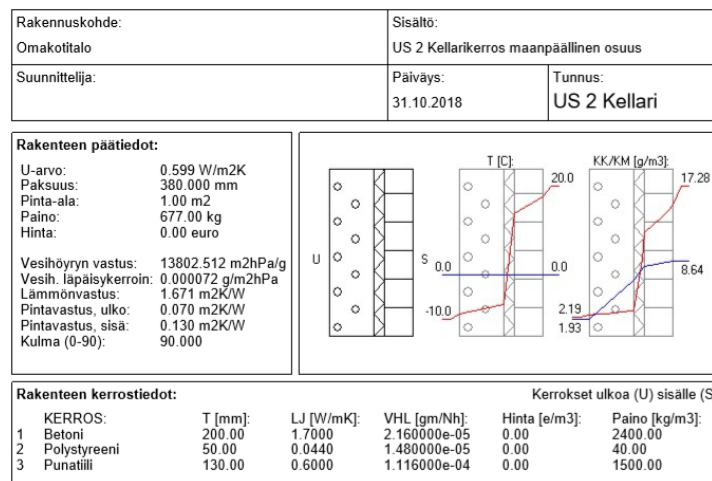 Rakennuskohde:
Omakotitalo
Sisältö:
US 2 Kellarikerros maanpäällinen osuus
Suunnittelija:
Päiväys:
31.10.2018
Tunnus:
US 2 Kellari
Rakenteen päätiedot:
U-arvo: 0.599 W/m2K
Paksuus: 380.000 mm
Pinta-ala: 1.00 m2
Paino: 677.00 kg
Hinta: 0.00 euro
Vesihöyryn vastus: 13802.512 m2hPa/g
Vesih. läpäisykerroin: 0.000072 g/m2hPa
Lämmönvastus: 1.671 m2K/W
Pintavastus, ulko: 0.070 m2K/W
Pintavastus, sisä: 0.130 m2K/W
Kulma (0-90): 90.000
U
S
T [C]:
20.0
0.0
0.0
-10.0
KK/KM [g/m3]:
17.28
8.64
2.19
1.93
Rakenteen kerrostiedot: Kerrokset ulkoa (U) sisälle (S
KERROS: T [mm]: LJ [W/mK]: VHL [gm/Nh]: Hinta [e/m3]: Paino [kg/m3]:
1 Betoni 200.00 1.7000 2.160000e-05 0.00 2400.00
2 Polystyreeni 50.00 0.0440 1.480000e-05 0.00 40.00
3 Punatiili 130.00 0.6000 1.116000e-04 0.00 1500.00